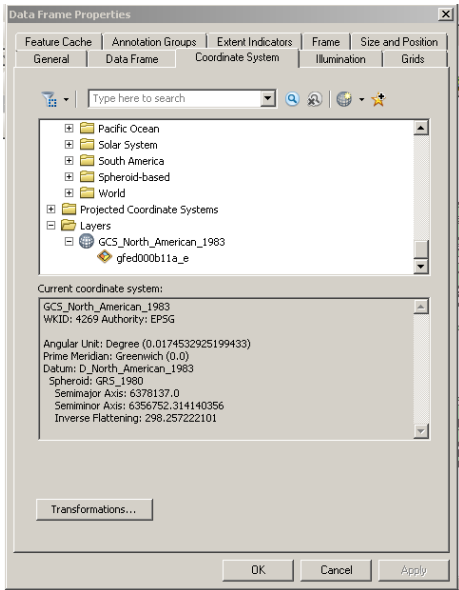 Data Frame Properties
Feature Cache Annotation Groups Extent Indicators Frame Size and Position
General Data Frame Coordinate System Illumination Grids
Type here to search
Pacific Ocean
Solar System
South America
Spheroid-based
World
Projected Coordinate Systems
Layers
GCS_North_American_1983
gfed000b11a_e
Current coordinate system:
GCS_North_American_1983
WKID: 4269 Authority: EPSG
Angular Unit: Degree (0.0174532925199433)
Prime Meridian: Greenwich (0.0)
Datum: D_North_American_1983
Spheroid: GRS_1980
Semimajor Axis: 6378137.0
Semiminor Axis: 6356752.314140356
Inverse Flattening: 298.257222101
Transformations...
OK Cancel Apply